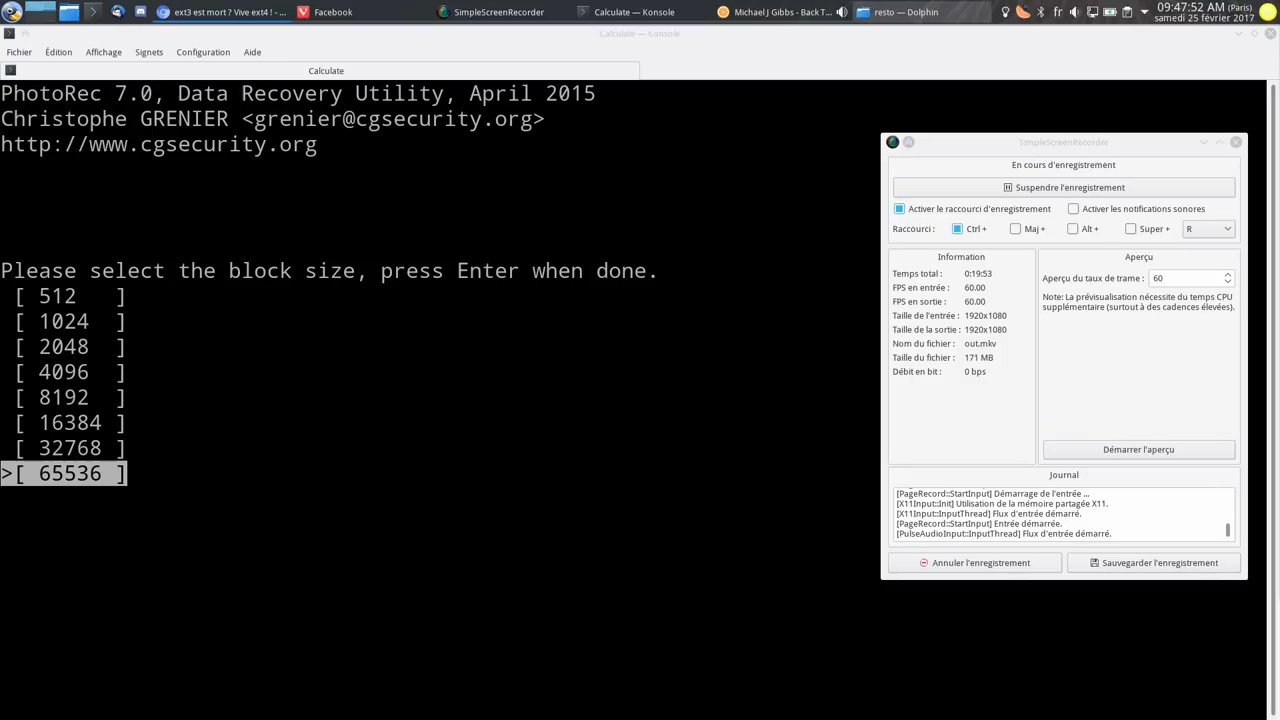 ext3 est mort ? Vive ext4 ! - ...
Facebook
SimpleScreenRecorder
Calculate — Konsole
Michael J Gibbs - Back T...
resto — Dolphin
fr
09:47:52 AM (Paris)
samedi 25 février 2017
Calculate — Konsole
Fichier Édition Affichage Signets Configuration Aide
Calculate
PhotoRec 7.0, Data Recovery Utility, April 2015
Christophe GRENIER <grenier@cgsecurity.org>
http://www.cgsecurity.org
Please select the block size, press Enter when done.
[ 512 ]
[ 1024 ]
[ 2048 ]
[ 4096 ]
[ 8192 ]
[ 16384 ]
[ 32768 ]
>[ 65536 ]
SimpleScreenRecorder
En cours d'enregistrement
Suspendre l'enregistrement
Activer le raccourci d'enregistrement Activer les notifications sonores
Raccourci : Ctrl + Maj + Alt + Super + R
Information
Temps total : 0:19:53
FPS en entrée : 60.00
FPS en sortie : 60.00
Taille de l'entrée : 1920x1080
Taille de la sortie : 1920x1080
Nom du fichier : out.mkv
Taille du fichier : 171 MB
Débit en bit : 0 bps
Aperçu
Aperçu du taux de trame : 60
Note: La prévisualisation nécessite du temps CPU
supplémentaire (surtout à des cadences élevées).
Démarrer l'aperçu
Journal
[PageRecord::StartInput] Démarrage de l'entrée ...
[X11Input::Init] Utilisation de la mémoire partagée X11.
[X11Input::InputThread] Flux d'entrée démarré.
[PageRecord::StartInput] Entrée démarrée.
[PulseAudioInput::InputThread] Flux d'entrée démarré.
Annuler l'enregistrement
Sauvegarder l'enregistrement